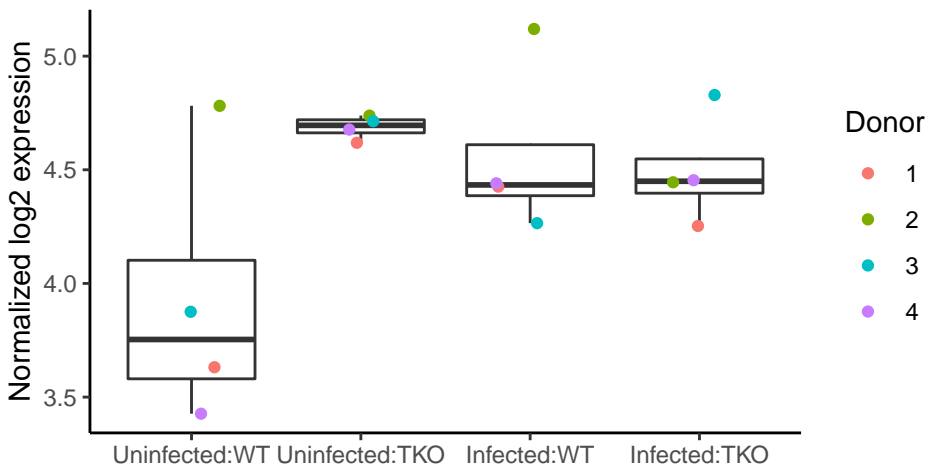 Normalized log2 expression
5.0
4.5
4.0
3.5
Uninfected:WT
Uninfected:TKO
Infected:WT
Infected:TKO
Donor
1
2
3
4